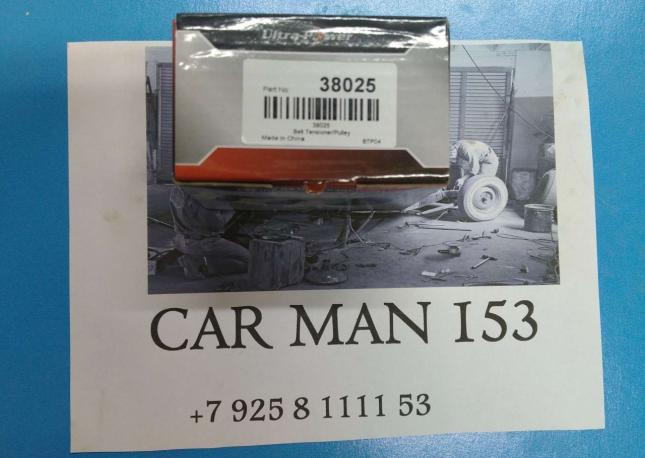 Ultra-Power
Part No: 38025
38025
Belt Tensioner/Pulley
Made in China BTP04
CAR MAN 153
+7 925 8 1111 53